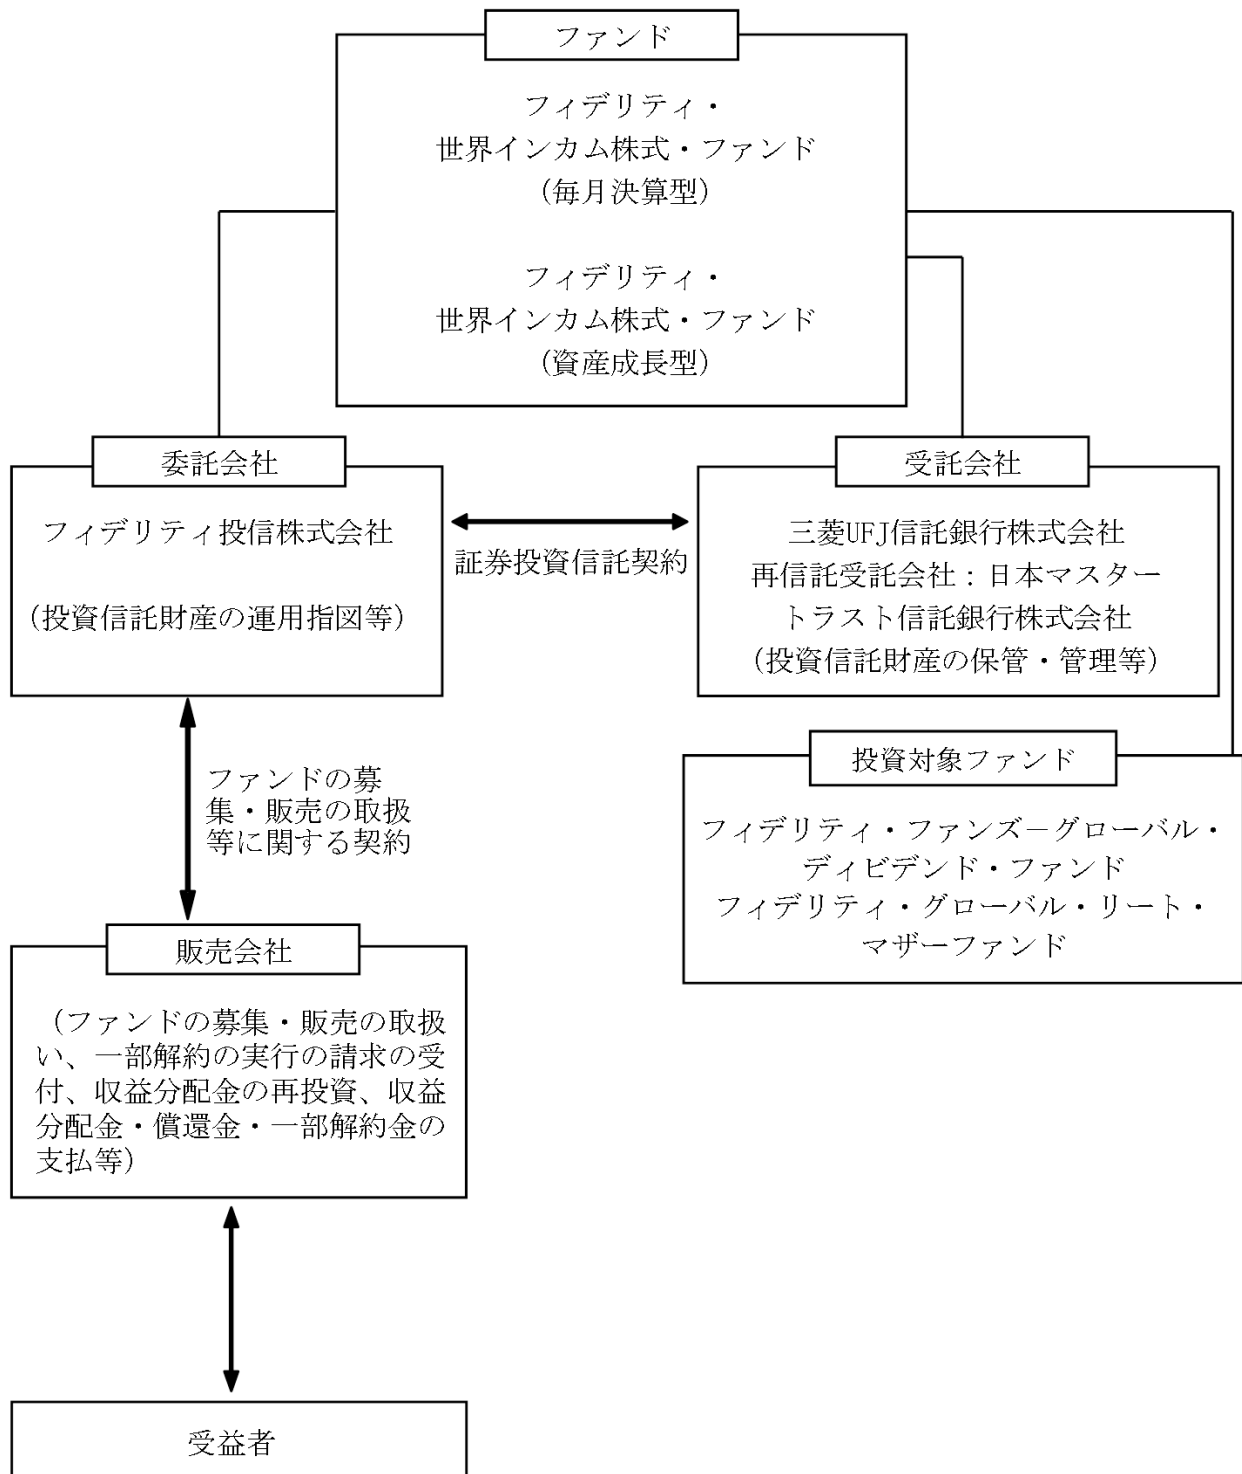 ファンド
フィデリティ・
世界インカム株式・ファンド
（毎月決算型）
フィデリティ・
世界インカム株式・ファンド
（資産成長型）
委託会社
フィデリティ投信株式会社
（投資信託財産の運用指図等）
証券投資信託契約
受託会社
三菱UFJ信託銀行株式会社
再信託受託会社：日本マスター
トラスト信託銀行株式会社
（投資信託財産の保管・管理等）
投資対象ファンド
フィデリティ・ファンズ－グローバル・
ディビデンド・ファンド
フィデリティ・グローバル・リート・
マザーファンド
ファンドの募
集・販売の取扱
等に関する契約
販売会社
（ファンドの募集・販売の取扱
い、一部解約の実行の請求の受
付、収益分配金の再投資、収益
分配金・償還金・一部解約金の
支払等）
受益者